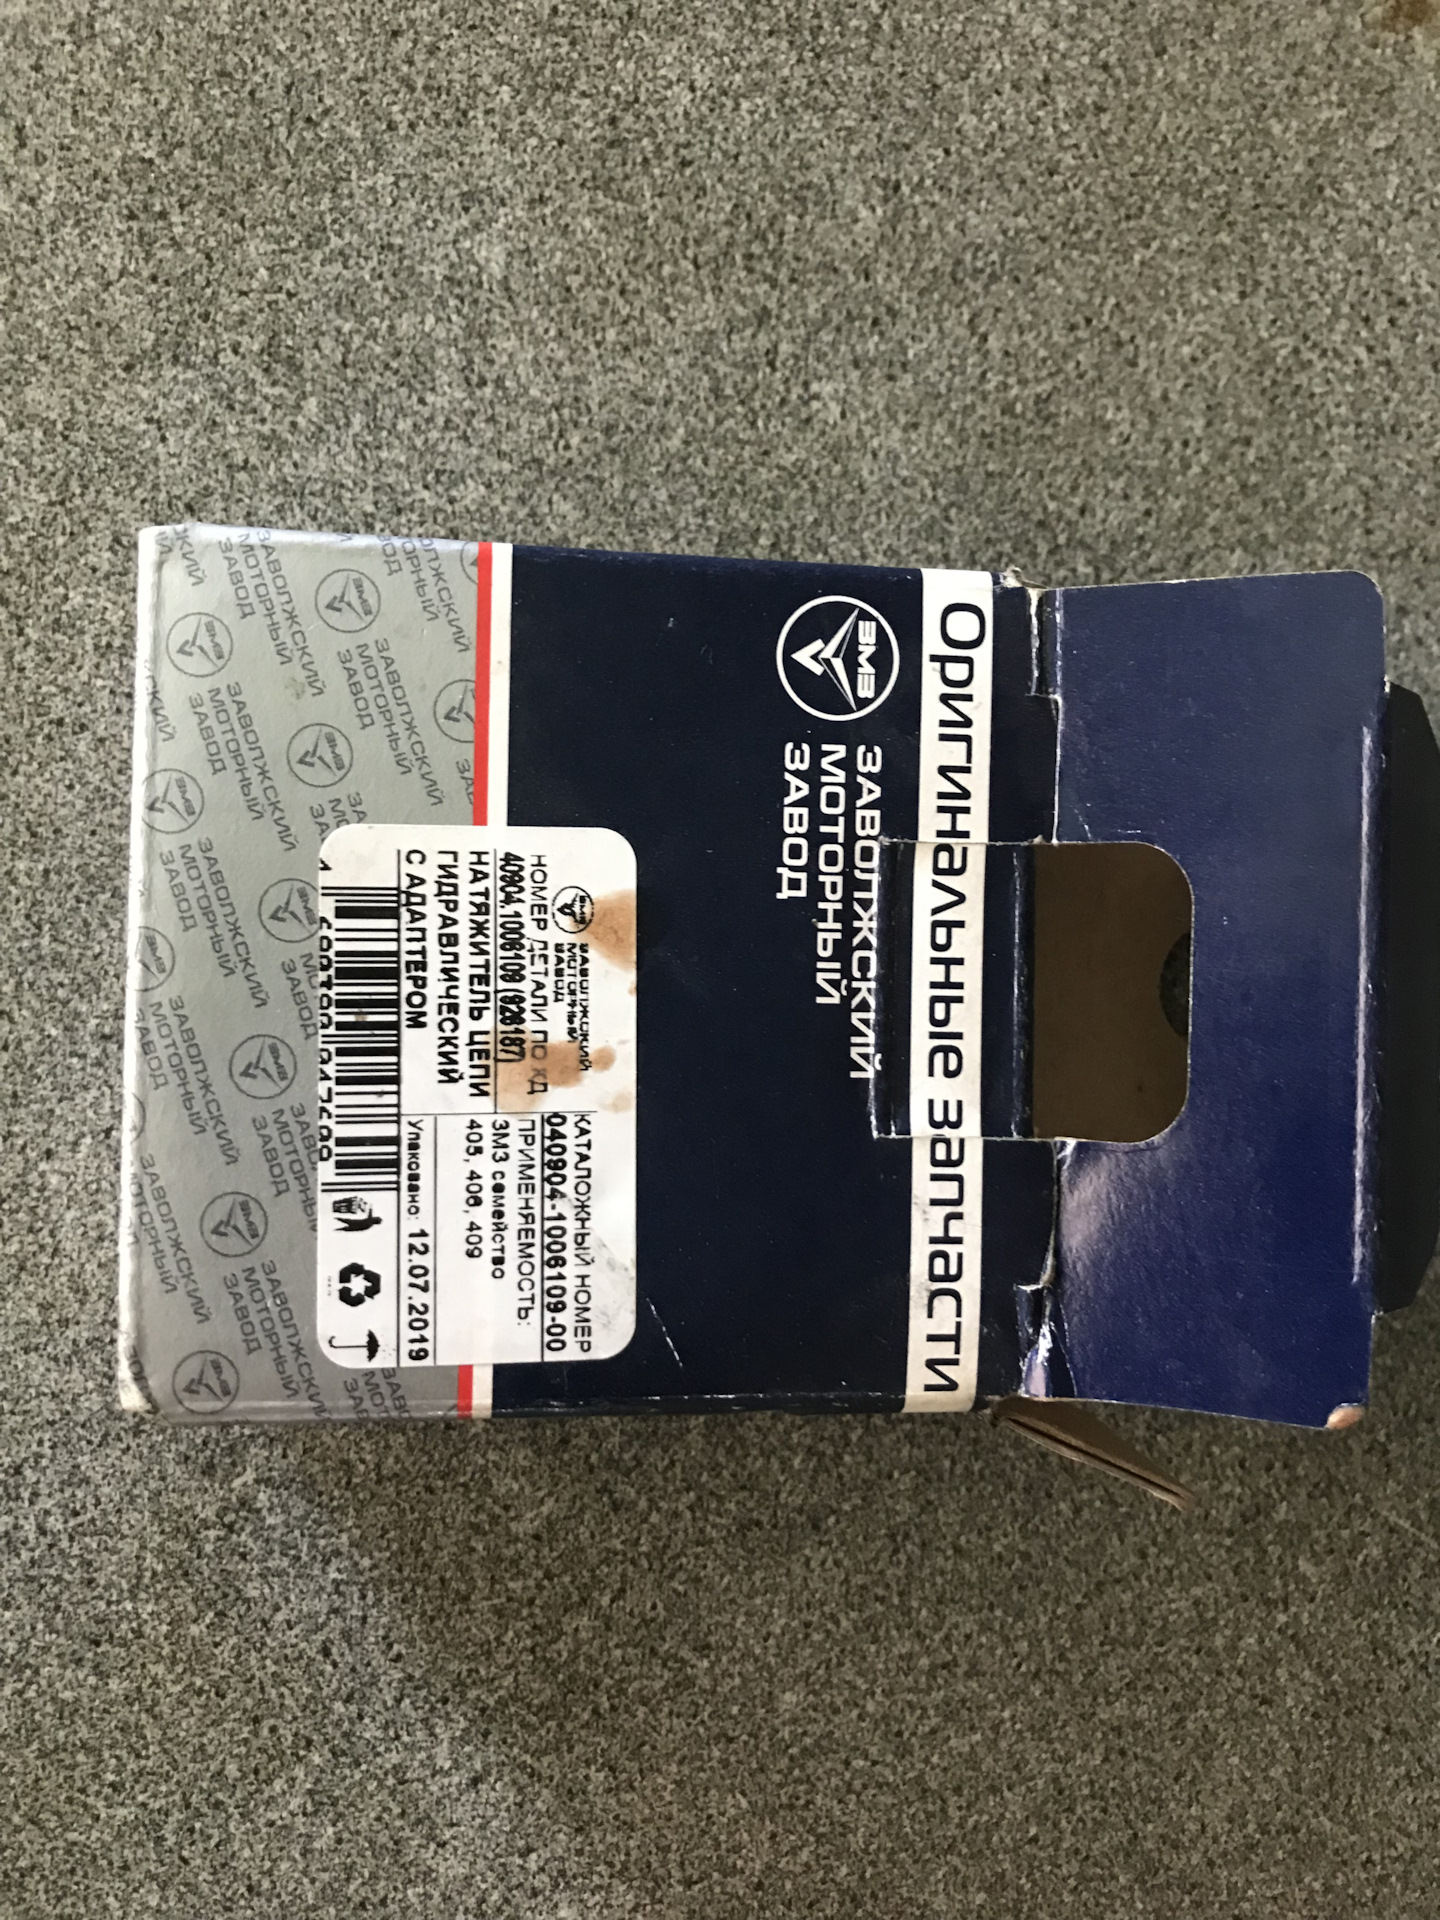 Оригинальные запчасти
ЗМЗ
ЗАВОЛЖСКИЙ
МОТОРНЫЙ
ЗАВОД
ЗМЗ
ЗАВОЛЖСКИЙ
МОТОРНЫЙ
ЗАВОД
КАТАЛОЖНЫЙ НОМЕР
040904-1006109-00
НОМЕР ДЕТАЛИ ПО КД
ПРИМЕНЯЕМОСТЬ:
ЗМЗ семейство
405, 406, 409
НАТЯЖИТЕЛЬ ЦЕПИ
ГИДРАВЛИЧЕСКИЙ
С АДАПТЕРОМ
Упаковано: 12.07.2019
ЗАВОЛЖСКИЙ
МОТОРНЫЙ
ЗАВОД